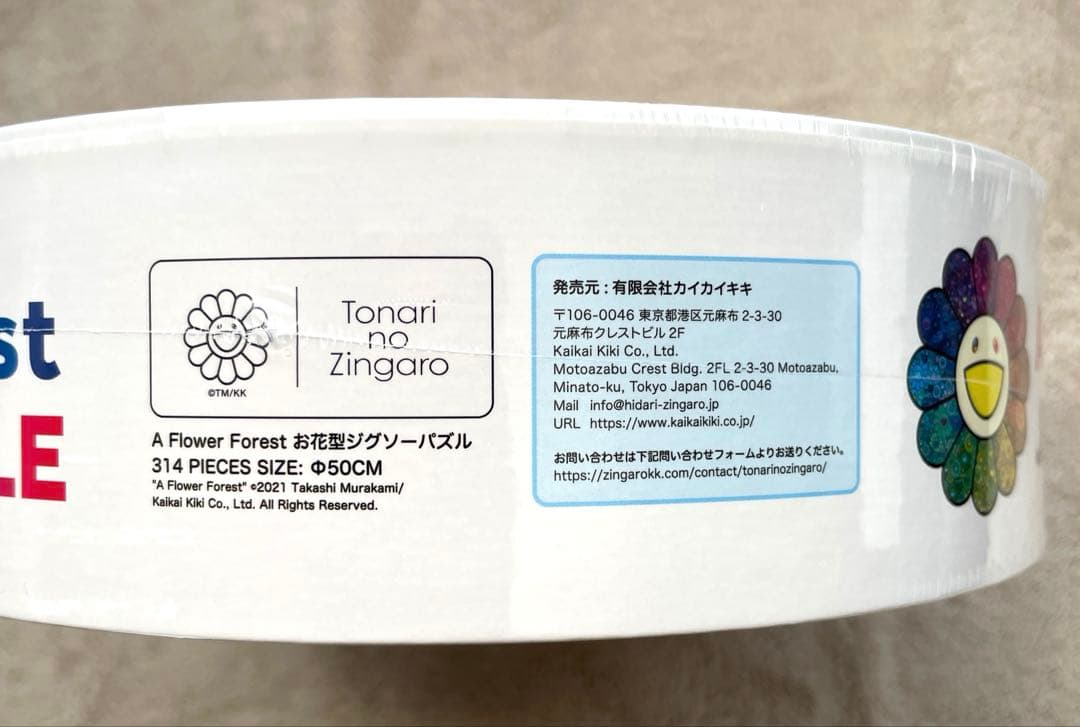 st
LE
Tonari
no
Zingaro
©TM/KK
A Flower Forest お花型ジグソーパズル
314 PIECES SIZE: Φ50CM
"A Flower Forest" ©2021 Takashi Murakami/
Kaikai Kiki Co., Ltd. All Rights Reserved.
発売元 : 有限会社カイカイキキ
〒106-0046 東京都港区元麻布 2-3-30
元麻布クレストビル 2F
Kaikai Kiki Co., Ltd.
Motoazabu Crest Bldg. 2FL 2-3-30 Motoazabu,
Minato-ku, Tokyo Japan 106-0046
Mail info@hidari-zingaro.jp
URL https://www.kaikaikiki.co.jp/
お問い合わせは下記問い合わせフォームよりお送りください。
https://zingarokk.com/contact/tonarinozingaro/